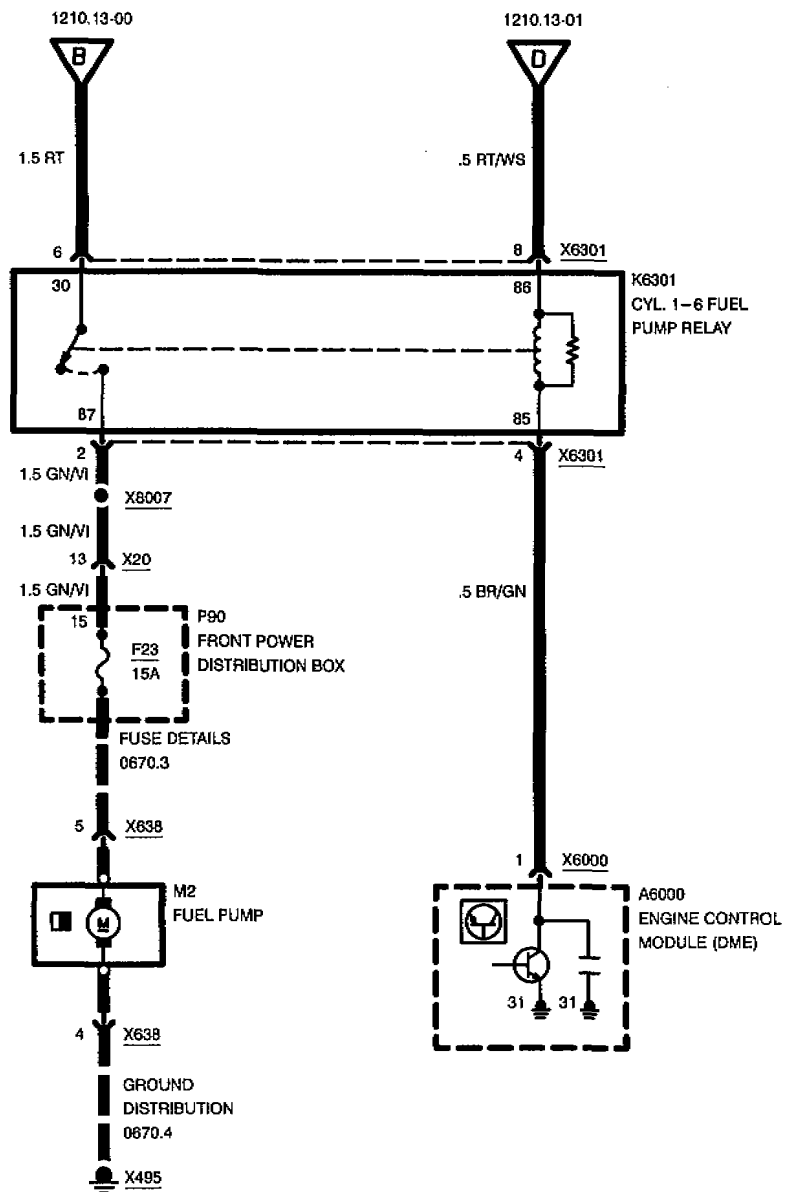 1210.13-00
1210.13-01
B
D
1.5 RT
.5 RT/WS
6
8
X6301
30
86
K6301
CYL. 1–6 FUEL
PUMP RELAY
87
85
2
4
X6301
1.5 GN/VI
X8007
1.5 GN/VI
13
X20
1.5 GN/VI
.5 BR/GN
15
P90
FRONT POWER
DISTRIBUTION BOX
F23
15A
FUSE DETAILS
0670.3
5
X638
1
X6000
M2
FUEL PUMP
M
A6000
ENGINE CONTROL
MODULE (DME)
31
31
4
X638
GROUND
DISTRIBUTION
0670.4
X495